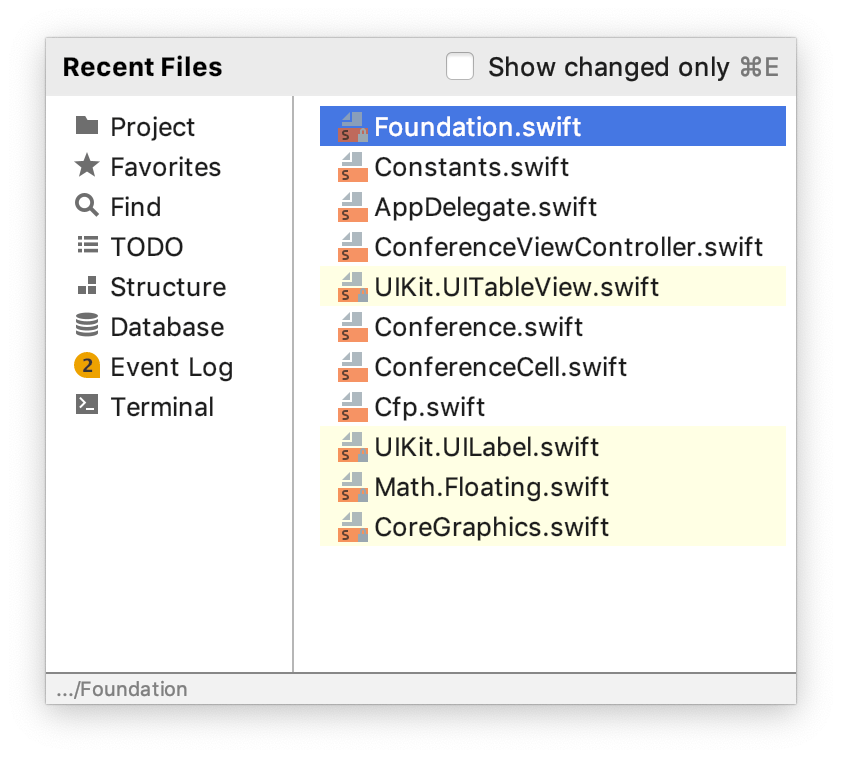 Recent Files
Show changed only ⌘E
Project
Favorites
Find
TODO
Structure
Database
2 Event Log
Terminal
Foundation.swift
Constants.swift
AppDelegate.swift
ConferenceViewController.swift
UIKit.UITableView.swift
Conference.swift
ConferenceCell.swift
Cfp.swift
UIKit.UILabel.swift
Math.Floating.swift
CoreGraphics.swift
.../Foundation